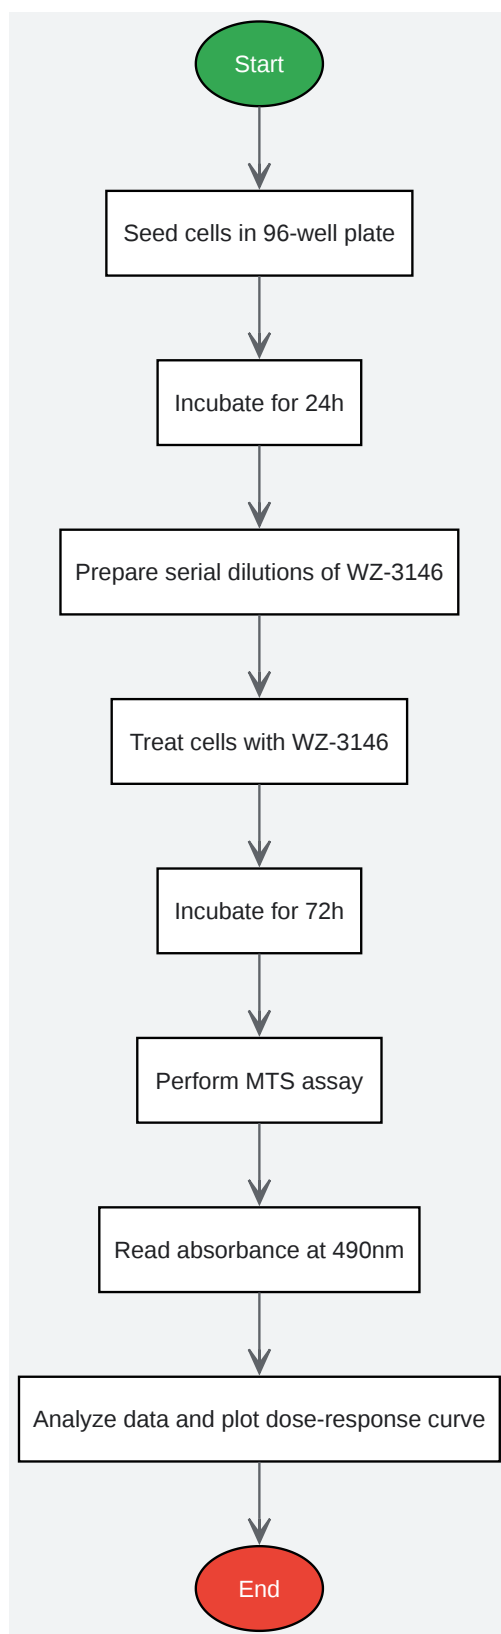 Start
Seed cells in 96-well plate
Incubate for 24h
Prepare serial dilutions of WZ-3146
Treat cells with WZ-3146
Incubate for 72h
Perform MTS assay
Read absorbance at 490nm
Analyze data and plot dose-response curve
End